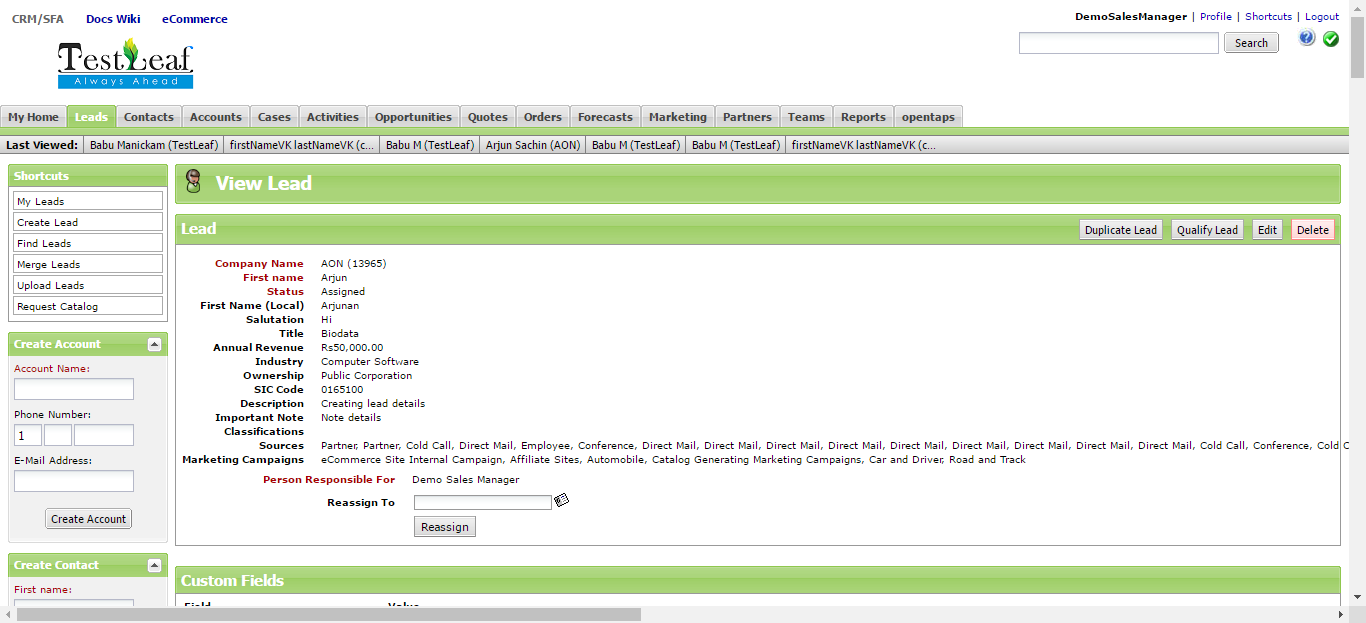 CRM/SFA Docs Wiki eCommerce
DemoSalesManager | Profile | Shortcuts | Logout
TestLeaf
Always Ahead
Search
My Home Leads Contacts Accounts Cases Activities Opportunities Quotes Orders Forecasts Marketing Partners Teams Reports opentaps
Last Viewed: Babu Manickam (TestLeaf) firstNameVK lastNameVK (c... Babu M (TestLeaf) Arjun Sachin (AON) Babu M (TestLeaf) Babu M (TestLeaf) firstNameVK lastNameVK (c...
Shortcuts
My Leads
Create Lead
Find Leads
Merge Leads
Upload Leads
Request Catalog
Create Account
Account Name:
Phone Number:
1
E-Mail Address:
Create Account
Create Contact
First name:
View Lead
Lead
Duplicate Lead Qualify Lead Edit Delete
Company Name AON (13965)
First name Arjun
Status Assigned
First Name (Local) Arjunan
Salutation Hi
Title Biodata
Annual Revenue Rs50,000.00
Industry Computer Software
Ownership Public Corporation
SIC Code 0165100
Description Creating lead details
Important Note Note details
Classifications
Sources Partner, Partner, Cold Call, Direct Mail, Employee, Conference, Direct Mail, Direct Mail, Direct Mail, Direct Mail, Direct Mail, Direct Mail, Direct Mail, Direct Mail, Direct Mail, Cold Call, Conference, Cold C
Marketing Campaigns eCommerce Site Internal Campaign, Affiliate Sites, Automobile, Catalog Generating Marketing Campaigns, Car and Driver, Road and Track
Person Responsible For Demo Sales Manager
Reassign To
Reassign
Custom Fields
Field Value